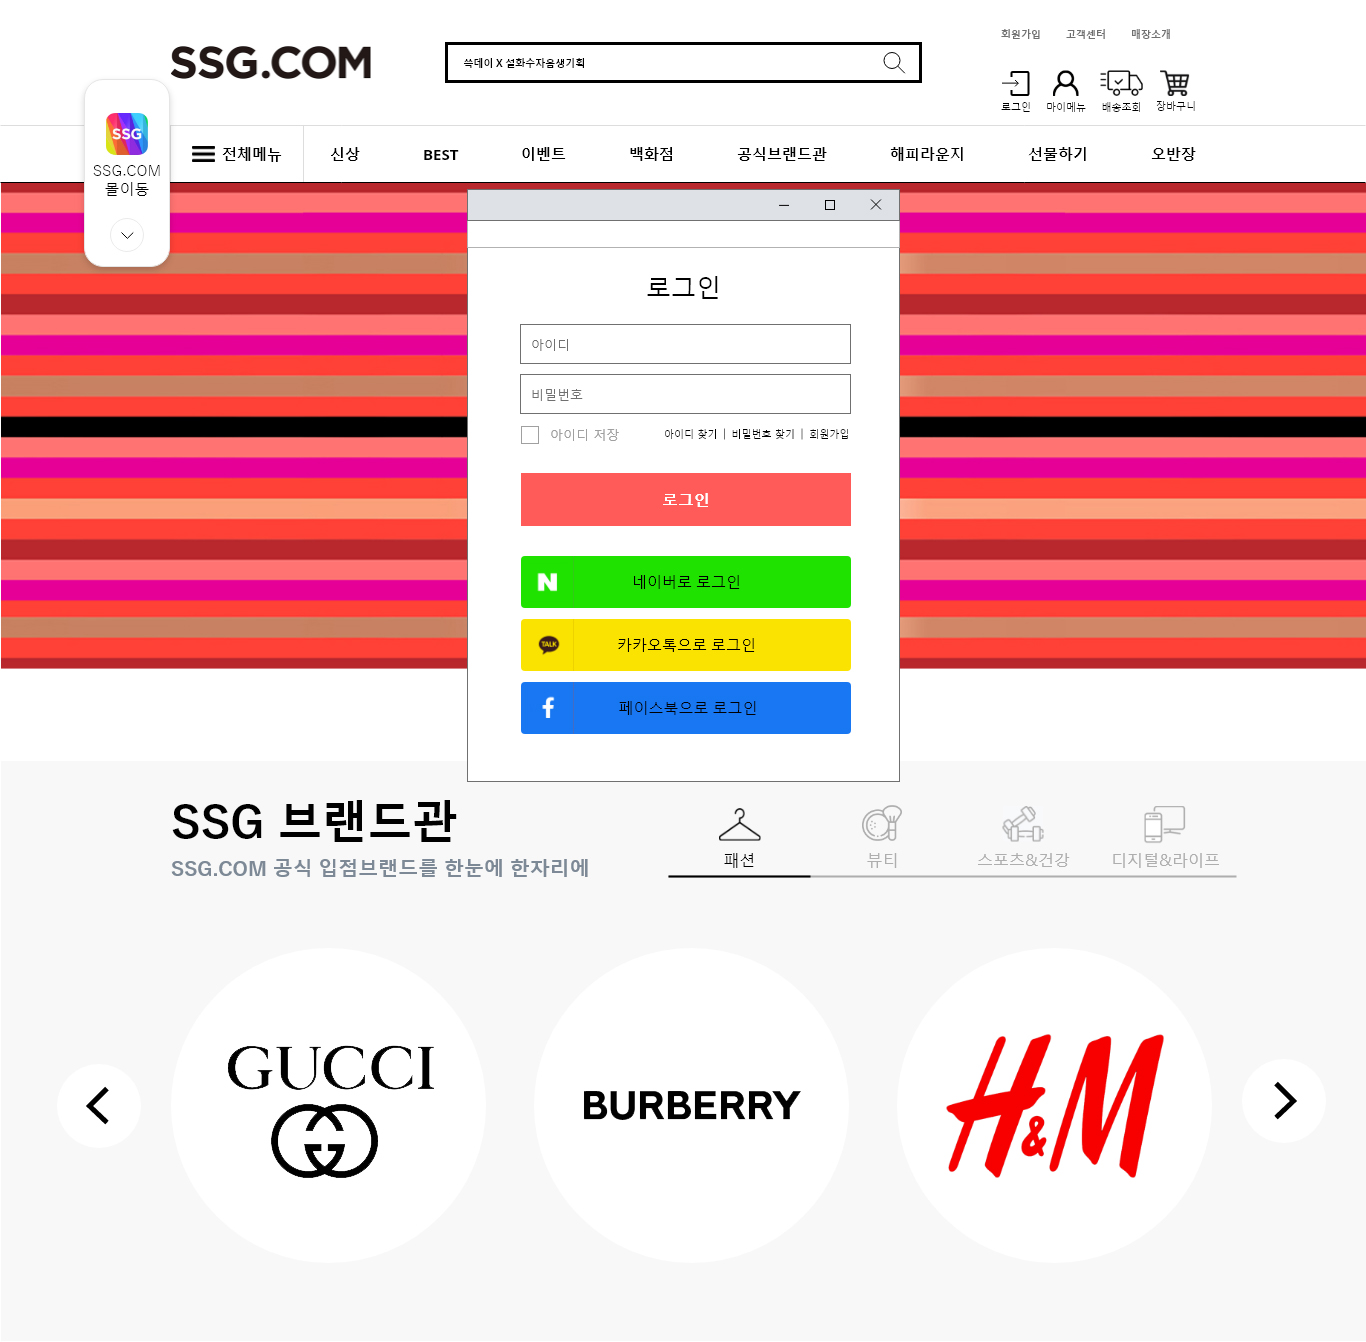 회원가입 고객센터 매장소개
SSG.COM
쓱데이 X 설화수자음생기획
로그인 마이메뉴 배송조회 장바구니
SSG
SSG.COM
몰이동
전체메뉴 신상 BEST 이벤트 백화점 공식브랜드관 해피라운지 선물하기 오반장
로그인
아이디
비밀번호
아이디 저장 아이디 찾기 | 비밀번호 찾기 | 회원가입
로그인
N 네이버로 로그인
TALK 카카오톡으로 로그인
f 페이스북으로 로그인
SSG 브랜드관
SSG.COM 공식 입점브랜드를 한눈에 한자리에
패션 뷰티 스포츠&건강 디지털&라이프
GUCCI
BURBERRY
H&M